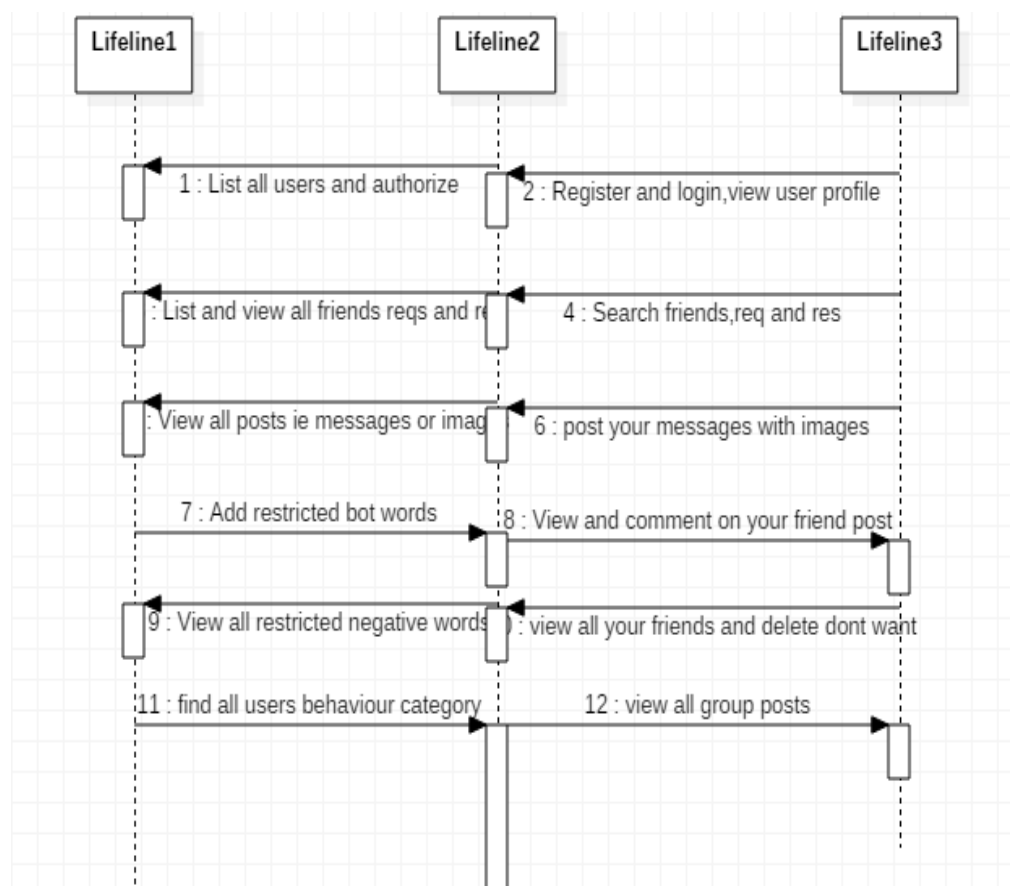 Lifeline1
Lifeline2
Lifeline3
1 : List all users and authorize
2 : Register and login,view user profile
: List and view all friends reqs and
4 : Search friends,req and res
: View all posts ie messages or
6 : post your messages with images
7 : Add restricted bot words
8 : View and comment on your friend post
9 : View all restricted negative words
: view all your friends and delete dont want
11 : find all users behaviour category
12 : view all group posts